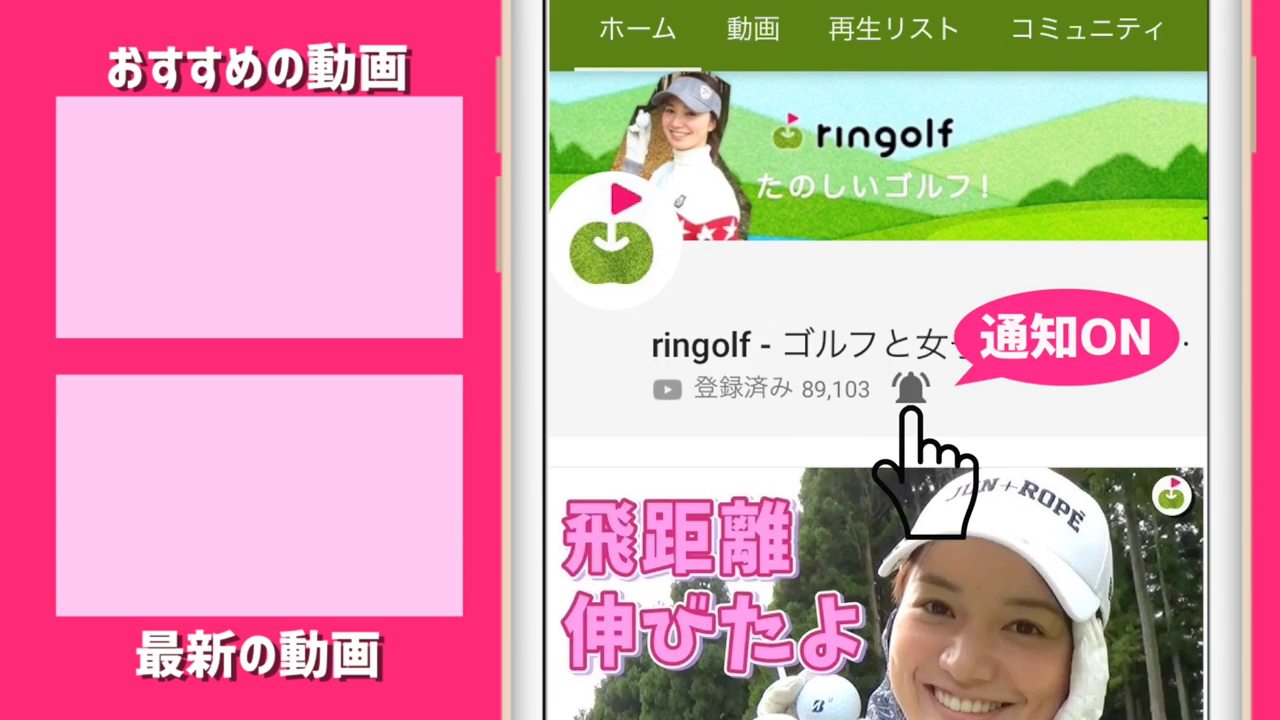 おすすめの動画
最新の動画
ホーム 動画 再生リスト コミュニティ
ringolf
たのしいゴルフ!
ringolf - ゴルフと女
通知ON
登録済み 89,103
飛距離
伸びたよ
JUN+ROPÉ
B